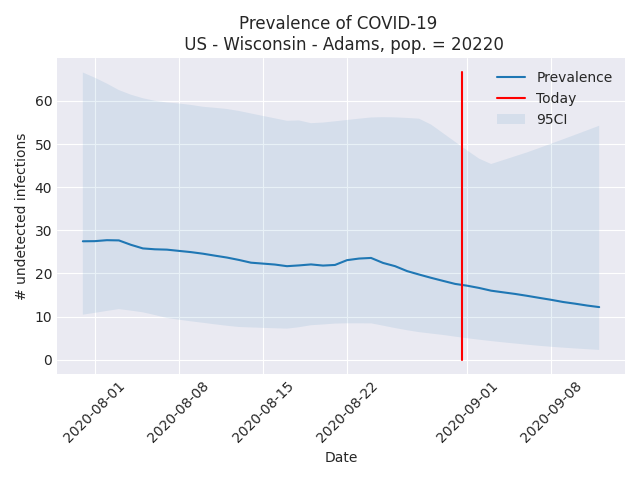 Prevalence of COVID-19
US - Wisconsin - Adams, pop. = 20220
Prevalence
Today
95CI
# undetected infections
60
50
40
30
20
10
0
2020-08-01
2020-08-08
2020-08-15
2020-08-22
2020-09-01
2020-09-08
Date